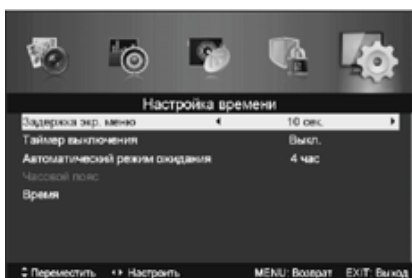 Настройка времени
Задержка экр. меню 10 сек.
Таймер выключения Выкл.
Автоматический режим ожидания 4 час
Часовой пояс
Время
Переместить Настроить MENU: Возврат EXIT: Выход